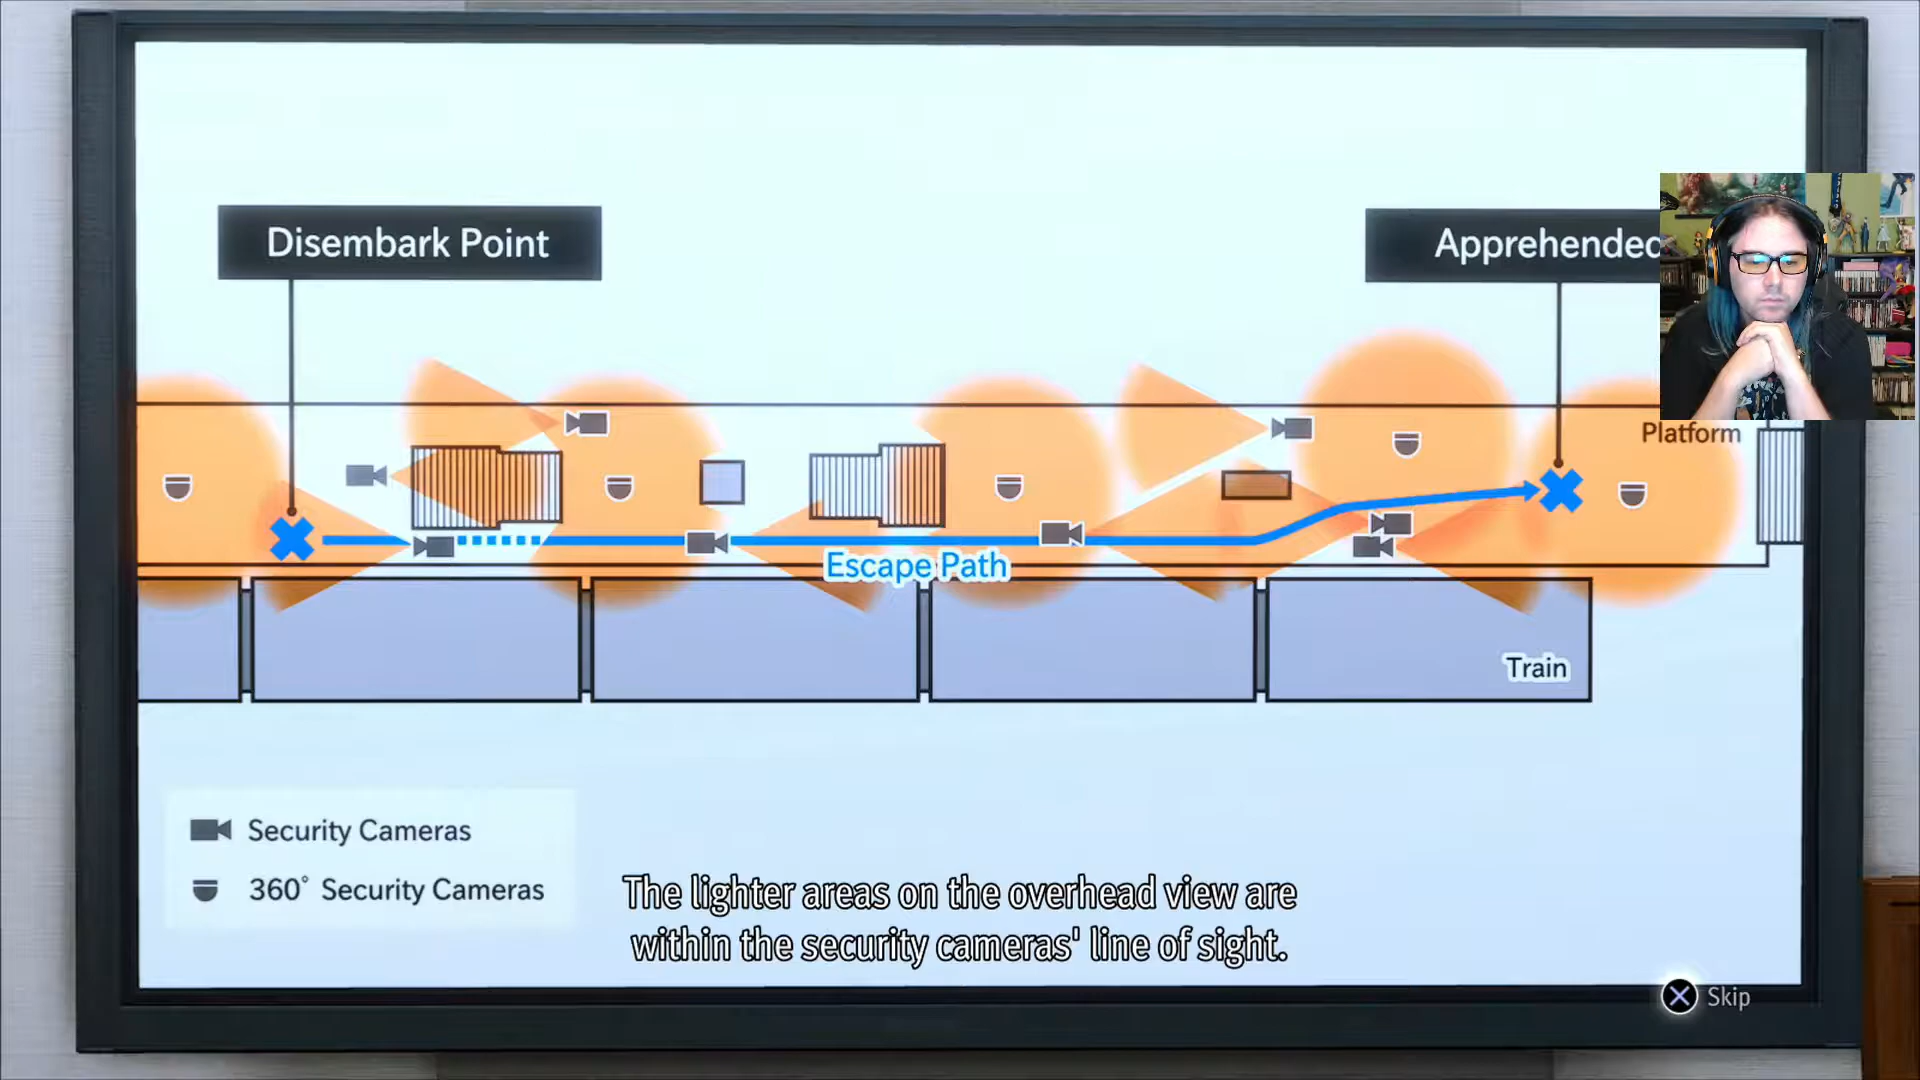 Disembark Point
Apprehended
Platform
Escape Path
Train
Security Cameras
360° Security Cameras
The lighter areas on the overhead view are
within the security cameras' line of sight.
Skip